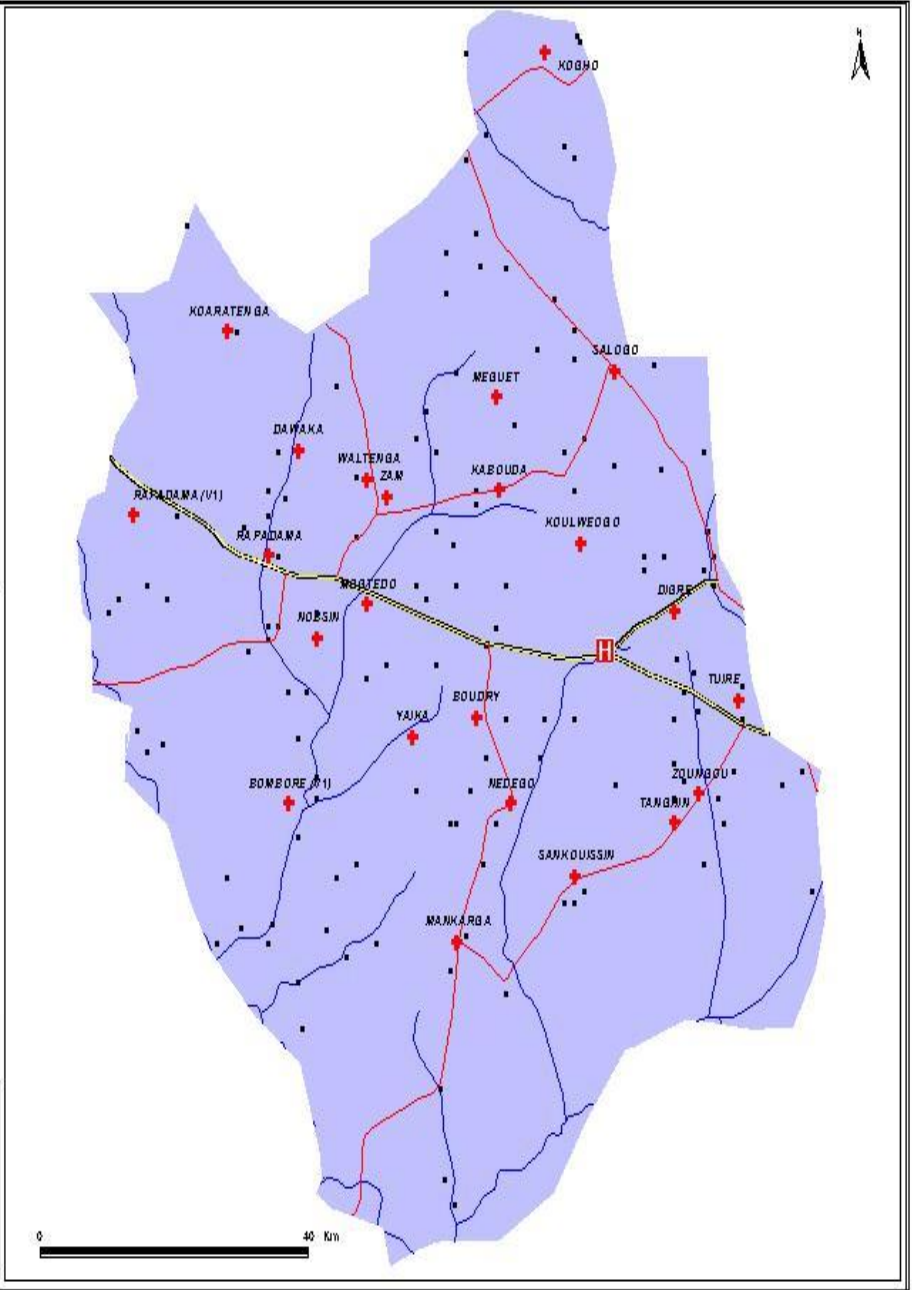 N
KOGHO
KOARATENGA
SALOGO
MEGUET
DAWAKA
WALTENGA
ZAM
KABOUDA
RAPADAMA (V1)
KOULWEOGO
RAPADAMA
MOGTEDO
DIGRE
NOBSIN
TUIRE
BOUDRY
YAIKA
ZOUNGOU
BOMBORE (V1)
NEDEGO
TANGHIN
SANKOUISSIN
MANKARGA
H
0 40 Km